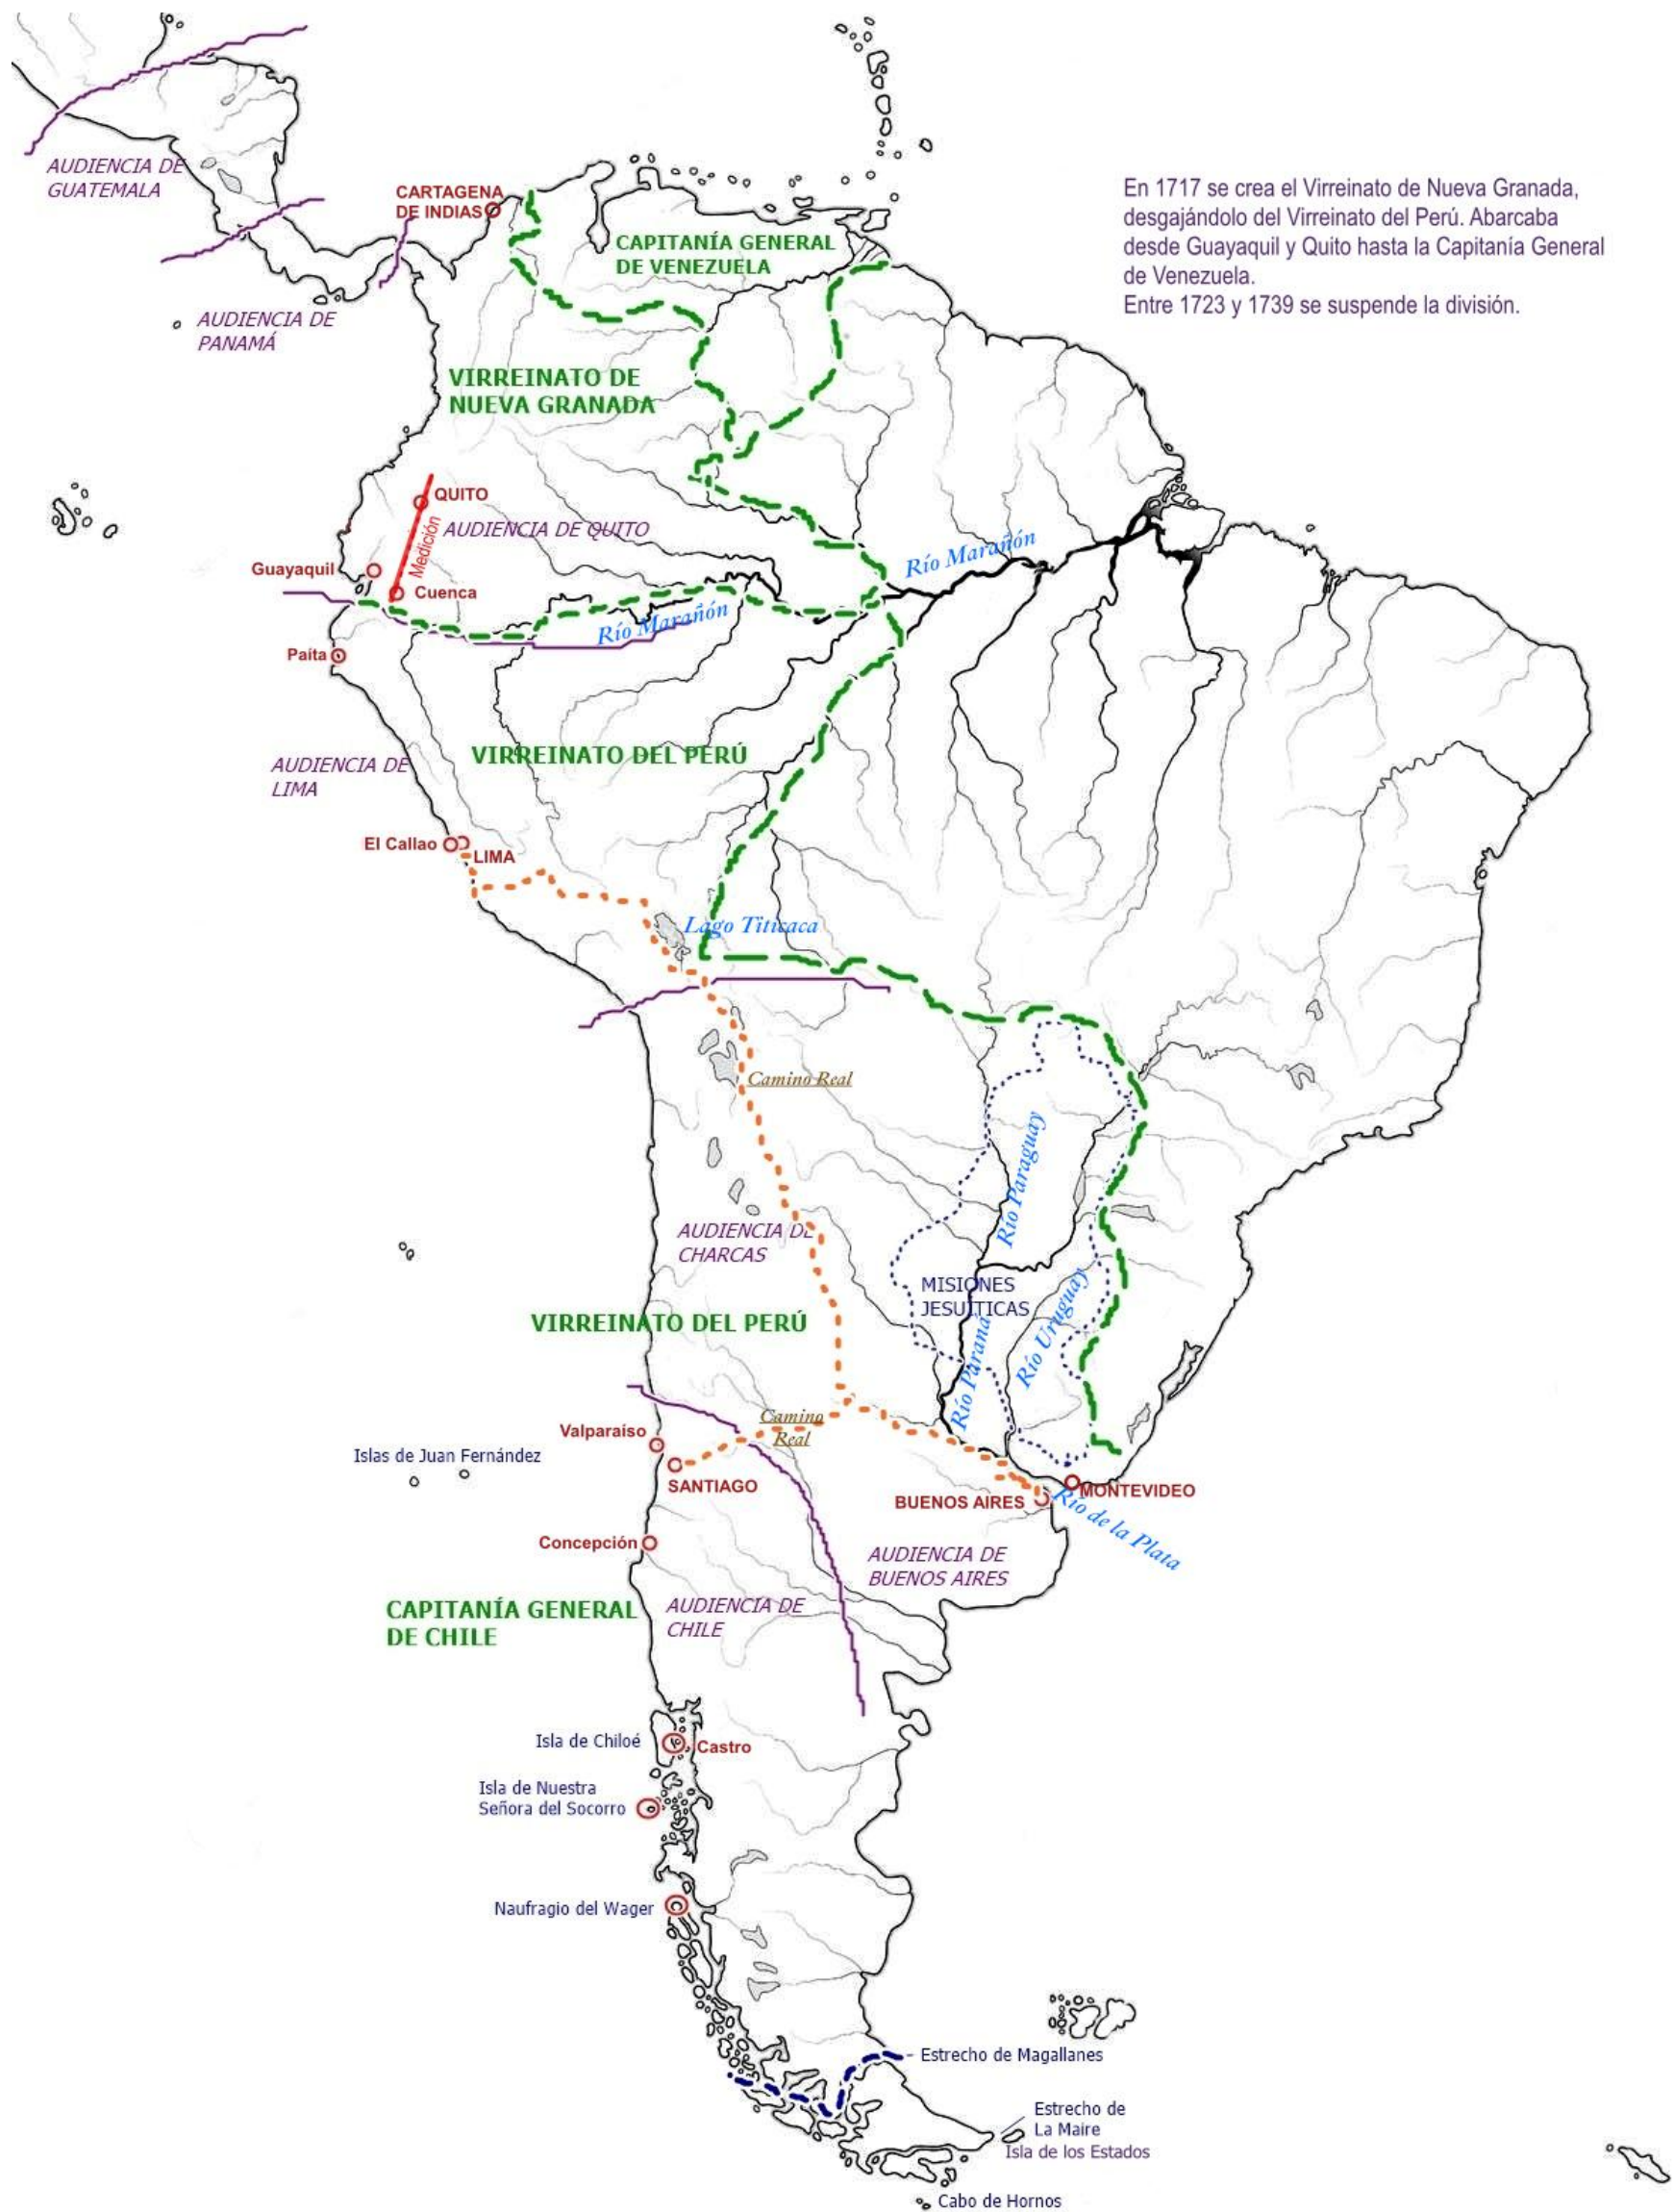 AUDIENCIA DE
GUATEMALA
CARTAGENA
DE INDIAS
En 1717 se crea el Virreinato de Nueva Granada,
desgajándolo del Virreinato del Perú. Abarcaba
desde Guayaquil y Quito hasta la Capitanía General
de Venezuela.
Entre 1723 y 1739 se suspende la división.
CAPITANÍA GENERAL
DE VENEZUELA
AUDIENCIA DE
PANAMÁ
VIRREINATO DE
NUEVA GRANADA
QUITO
Medición
AUDIENCIA DE QUITO
Río Marañón
Guayaquil
Cuenca
Río Marañón
Paita
VIRREINATO DEL PERÚ
AUDIENCIA DE
LIMA
El Callao
LIMA
Lago Titicaca
Camino Real
Río Paraguay
AUDIENCIA DE
CHARCAS
MISIONES
JESUÍTICAS
Río Uruguay
VIRREINATO DEL PERÚ
Río Paraná
Camino
Real
Valparaíso
Islas de Juan Fernández
SANTIAGO
BUENOS AIRES
MONTEVIDEO
Río de la Plata
Concepción
AUDIENCIA DE
BUENOS AIRES
CAPITANÍA GENERAL
DE CHILE
AUDIENCIA DE
CHILE
Isla de Chiloé
Castro
Isla de Nuestra
Señora del Socorro
Naufragio del Wager
Estrecho de Magallanes
Estrecho de
La Maire
Isla de los Estados
Cabo de Hornos